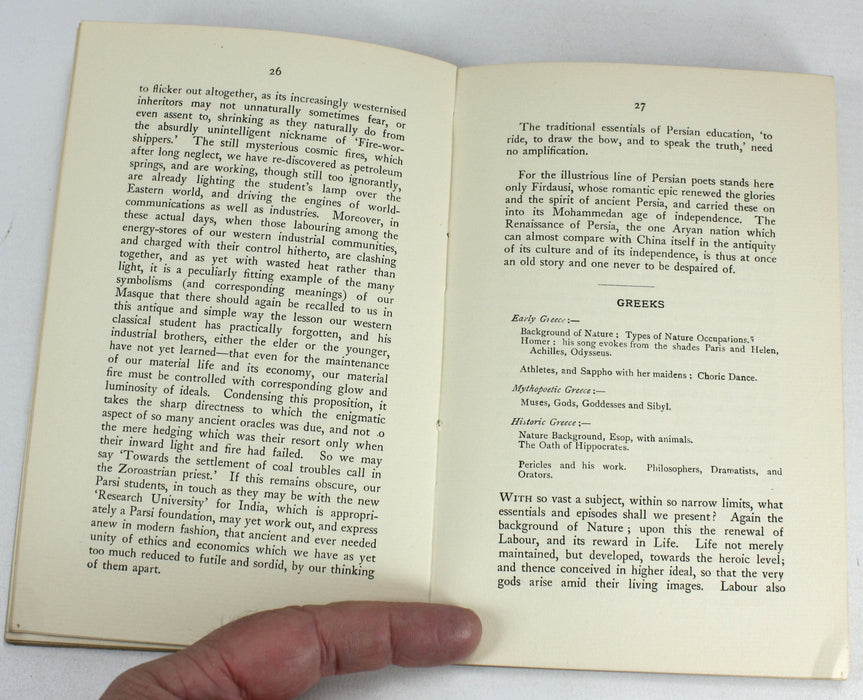 26
to flicker out altogether, as its increasingly westernised
inheritors may not unnaturally sometimes fear, or
even assent to, shrinking as they naturally do from
the absurdly unintelligent nickname of 'Fire-wor-
shippers.' The still mysterious cosmic fires, which
after long neglect, we have re-discovered as petroleum
springs, and are working, though still too ignorantly,
are already lighting the student's lamp over the
Eastern world, and driving the engines of world-
communications as well as industries. Moreover, in
these actual days, when those labouring among the
energy-stores of our western industrial communities,
and charged with their control hitherto, are clashing
together, and as yet with wasted heat rather than
light, it is a peculiarly fitting example of the many
symbolisms (and corresponding meanings) of our
Masque that there should again be recalled to us in
this antique and simple way the lesson our western
classical student has practically forgotten, and his
industrial brothers, either the elder or the younger,
have not yet learned—that even for the maintenance
of our material life and its economy, our material
fire must be controlled with corresponding glow and
luminosity of ideals. Condensing this proposition, it
takes the sharp directness to which the enigmatic
aspect of so many ancient oracles was due, and not .o
the mere hedging which was their resort only when
their inward light and fire had failed. So we may
say 'Towards the settlement of coal troubles call in
the Zoroastrian priest.' If this remains obscure, our
Parsi students, in touch as they may be with the new
'Research University' for India, which is appropri-
ately a Parsi foundation, may yet work out, and express
anew in modern fashion, that ancient and ever needed
unity of ethics and economics which we have as yet
too much reduced to futile and sordid, by our thinking
of them apart.
27
The traditional essentials of Persian education, 'to
ride, to draw the bow, and to speak the truth,' need
no amplification.
For the illustrious line of Persian poets stands here
only Firdausi, whose romantic epic renewed the glories
and the spirit of ancient Persia, and carried these on
into its Mohammedan age of independence. The
Renaissance of Persia, the one Aryan nation which
can almost compare with China itself in the antiquity
of its culture and of its independence, is thus at once
an old story and one never to be despaired of.
GREEKS
Early Greece:—
Background of Nature; Types of Nature Occupations.
Homer: his song evokes from the shades Paris and Helen,
Achilles, Odysseus.
Athletes, and Sappho with her maidens; Choric Dance.
Mythopoetic Greece:—
Muses, Gods, Goddesses and Sibyl.
Historic Greece:—
Nature Background, Esop, with animals.
The Oath of Hippocrates.
Pericles and his work. Philosophers, Dramatists, and
Orators.
WITH so vast a subject, within so narrow limits, what
essentials and episodes shall we present? Again the
background of Nature; upon this the renewal of
Labour, and its reward in Life. Life not merely
maintained, but developed, towards the heroic level;
and thence conceived in higher ideal, so that the very
gods arise amid their living images. Labour also